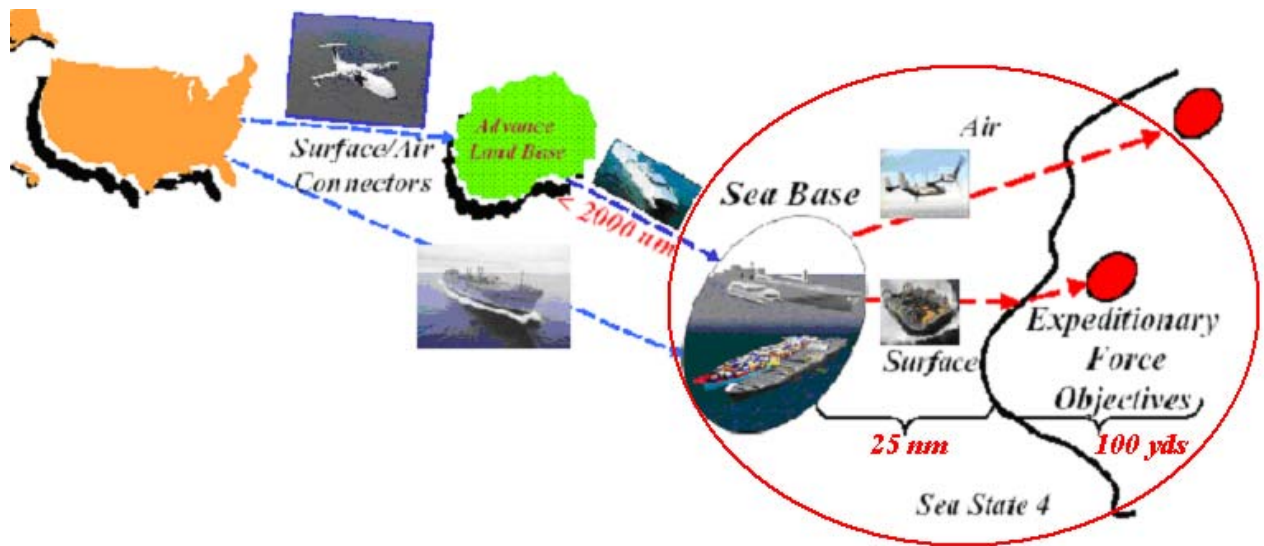 Advance
Land Base
Surface/Air
Connectors
< 2000 nm
Sea Base
Air
Surface
Expeditionary
Force
Objectives
25 nm
100 yds
Sea State 4